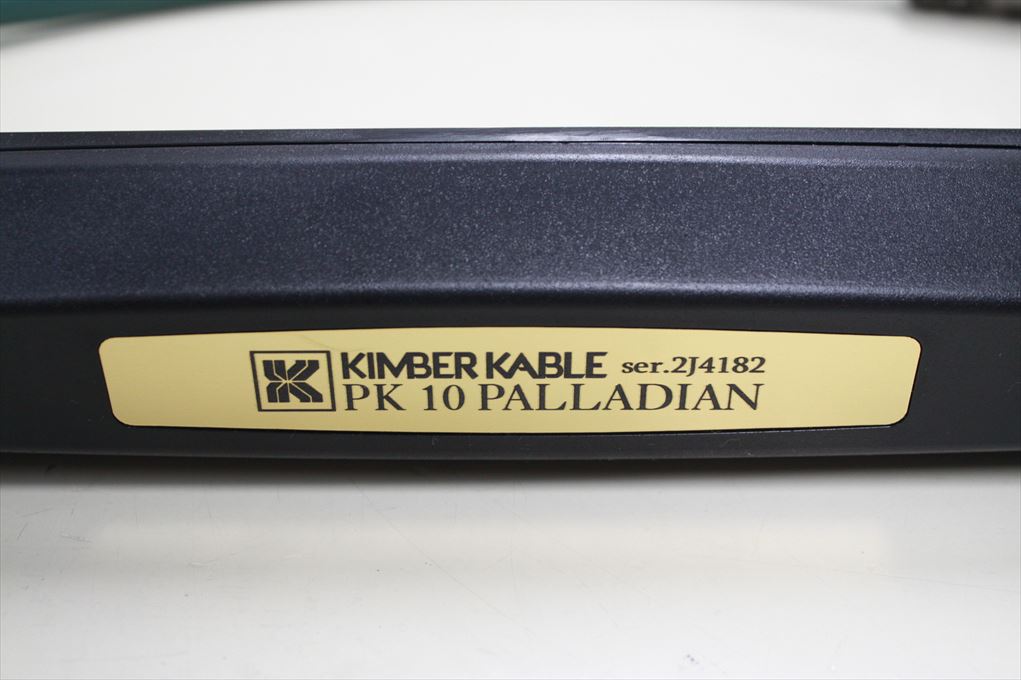 KIMBER KABLE ser.2J4182
PK 10 PALLADIAN